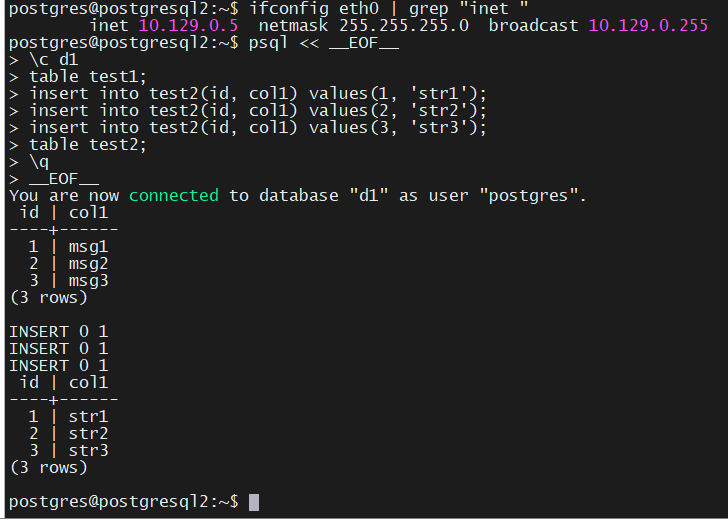 postgres@postgresql2:~$ ifconfig eth0 | grep "inet "
        inet 10.129.0.5  netmask 255.255.255.0  broadcast 10.129.0.255
postgres@postgresql2:~$ psql << __EOF__
> \c d1
> table test1;
> insert into test2(id, col1) values(1, 'str1');
> insert into test2(id, col1) values(2, 'str2');
> insert into test2(id, col1) values(3, 'str3');
> table test2;
> \q
> __EOF__
You are now connected to database "d1" as user "postgres".
 id | col1
----+------
  1 | msg1
  2 | msg2
  3 | msg3
(3 rows)

INSERT 0 1
INSERT 0 1
INSERT 0 1
 id | col1
----+------
  1 | str1
  2 | str2
  3 | str3
(3 rows)

postgres@postgresql2:~$